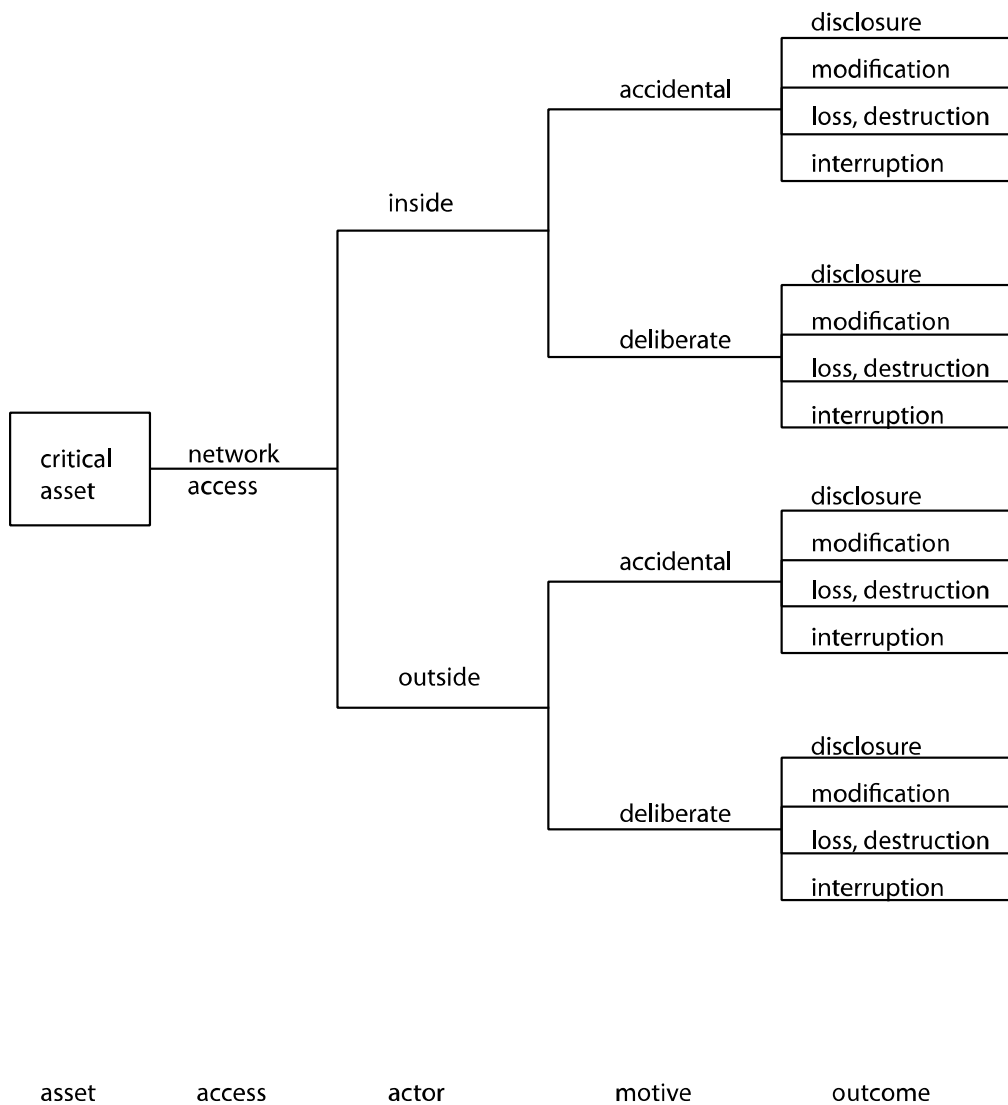 disclosure
modification
accidental
loss, destruction
interruption
inside
disclosure
modification
deliberate
loss, destruction
interruption
critical
asset
network
access
disclosure
modification
accidental
loss, destruction
interruption
outside
disclosure
modification
deliberate
loss, destruction
interruption
asset access actor motive outcome